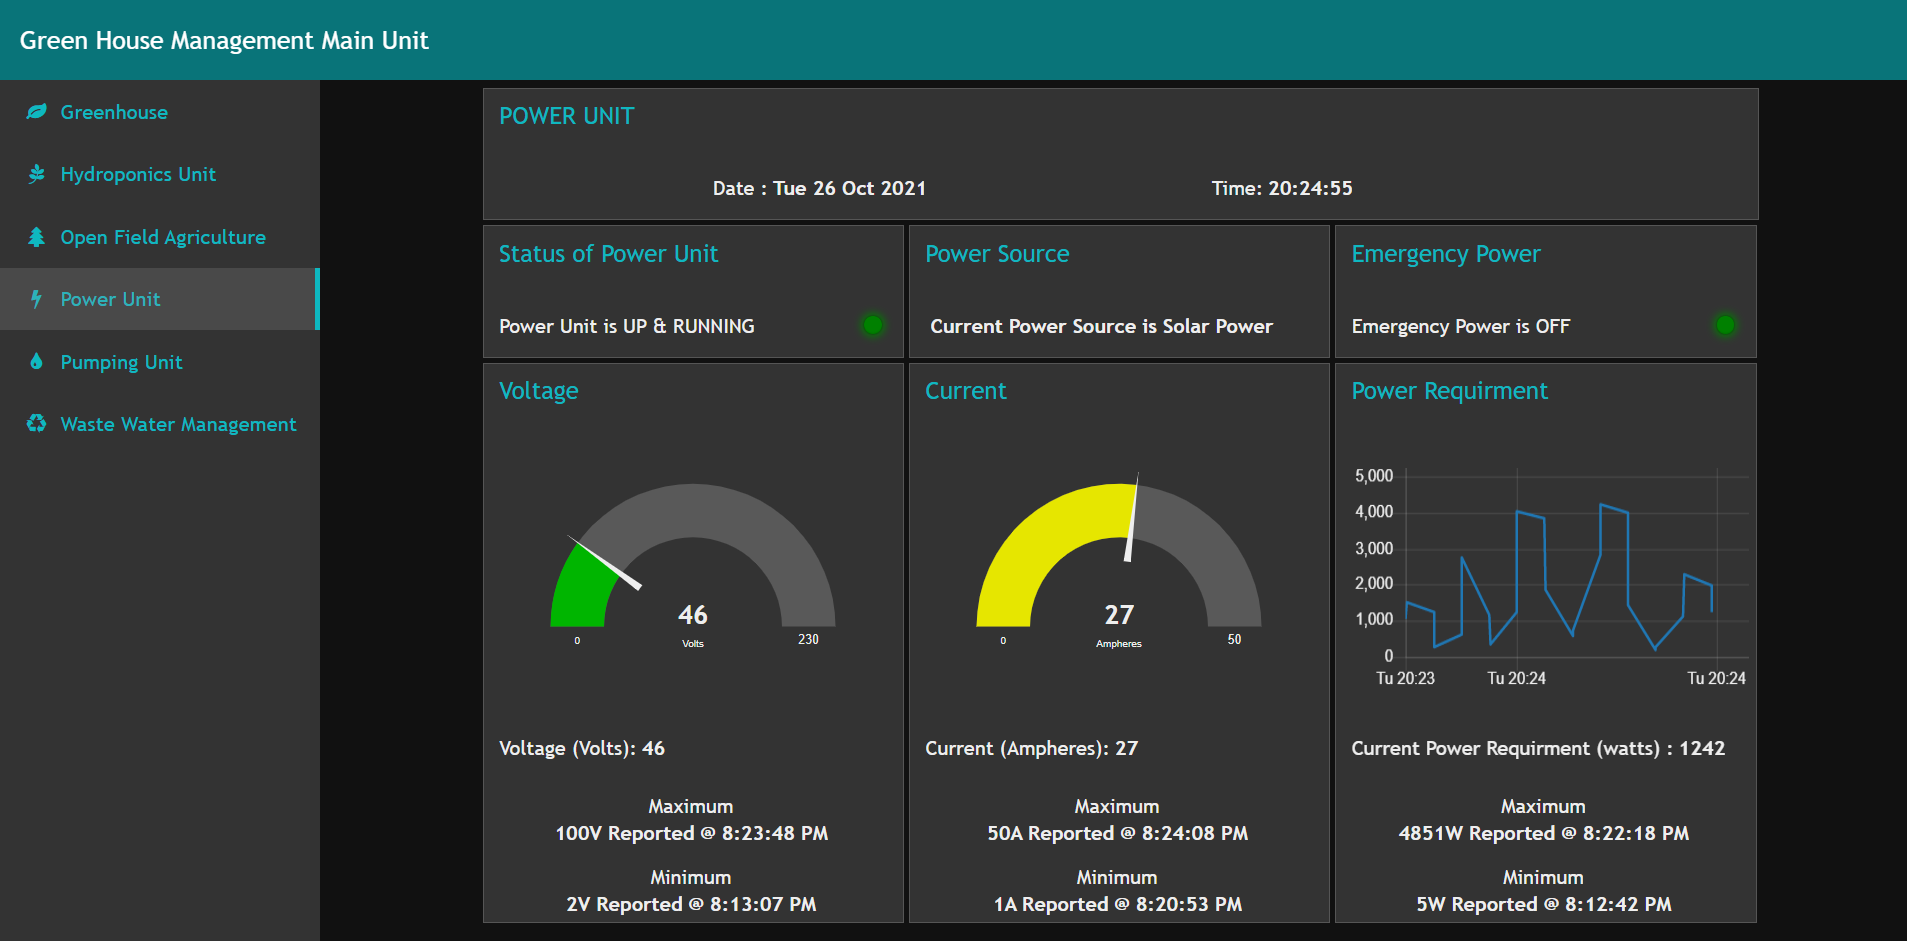 Green House Management Main Unit
Greenhouse
Hydroponics Unit
Open Field Agriculture
Power Unit
Pumping Unit
Waste Water Management
POWER UNIT
Date : Tue 26 Oct 2021
Time: 20:24:55
Status of Power Unit
Power Unit is UP & RUNNING
Power Source
Current Power Source is Solar Power
Emergency Power
Emergency Power is OFF
Voltage
46
Volts
0
230
Voltage (Volts): 46
Maximum
100V Reported @ 8:23:48 PM
Minimum
2V Reported @ 8:13:07 PM
Current
27
Ampheres
0
50
Current (Ampheres): 27
Maximum
50A Reported @ 8:24:08 PM
Minimum
1A Reported @ 8:20:53 PM
Power Requirment
5,000
4,000
3,000
2,000
1,000
0
Tu 20:23
Tu 20:24
Tu 20:24
Current Power Requirment (watts) : 1242
Maximum
4851W Reported @ 8:22:18 PM
Minimum
5W Reported @ 8:12:42 PM